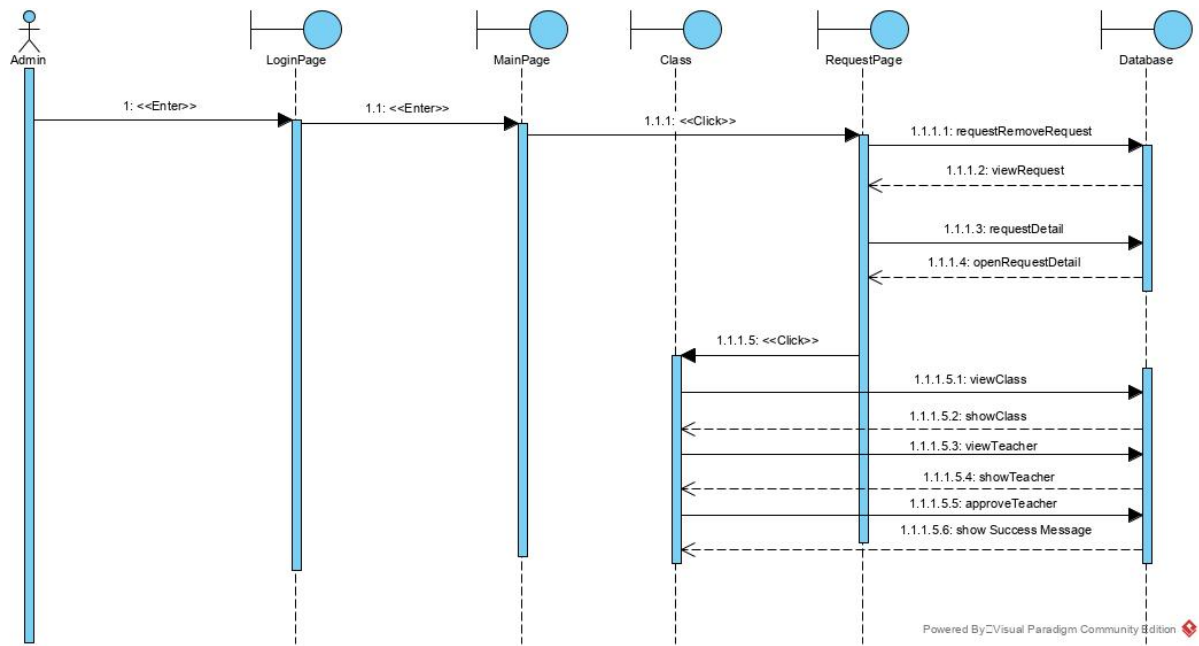 Admin
LoginPage
MainPage
Class
RequestPage
Database
1: <<Enter>>
1.1: <<Enter>>
1.1.1: <<Click>>
1.1.1.1: requestRemoveRequest
1.1.1.2: viewRequest
1.1.1.3: requestDetail
1.1.1.4: openRequestDetail
1.1.1.5: <<Click>>
1.1.1.5.1: viewClass
1.1.1.5.2: showClass
1.1.1.5.3: viewTeacher
1.1.1.5.4: showTeacher
1.1.1.5.5: approveTeacher
1.1.1.5.6: show Success Message
Powered By Visual Paradigm Community Edition